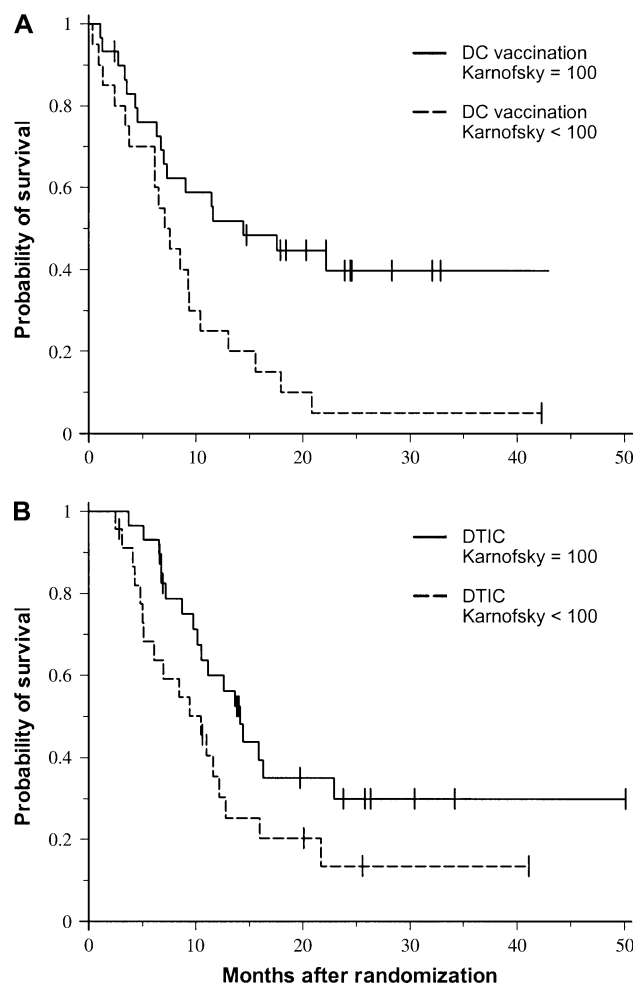 A
DC vaccination
Karnofsky = 100
DC vaccination
Karnofsky < 100
Probability of survival
1
0.8
0.6
0.4
0.2
0
0 10 20 30 40 50
B
DTIC
Karnofsky = 100
DTIC
Karnofsky < 100
Probability of survival
1
0.8
0.6
0.4
0.2
0
0 10 20 30 40 50
Months after randomization